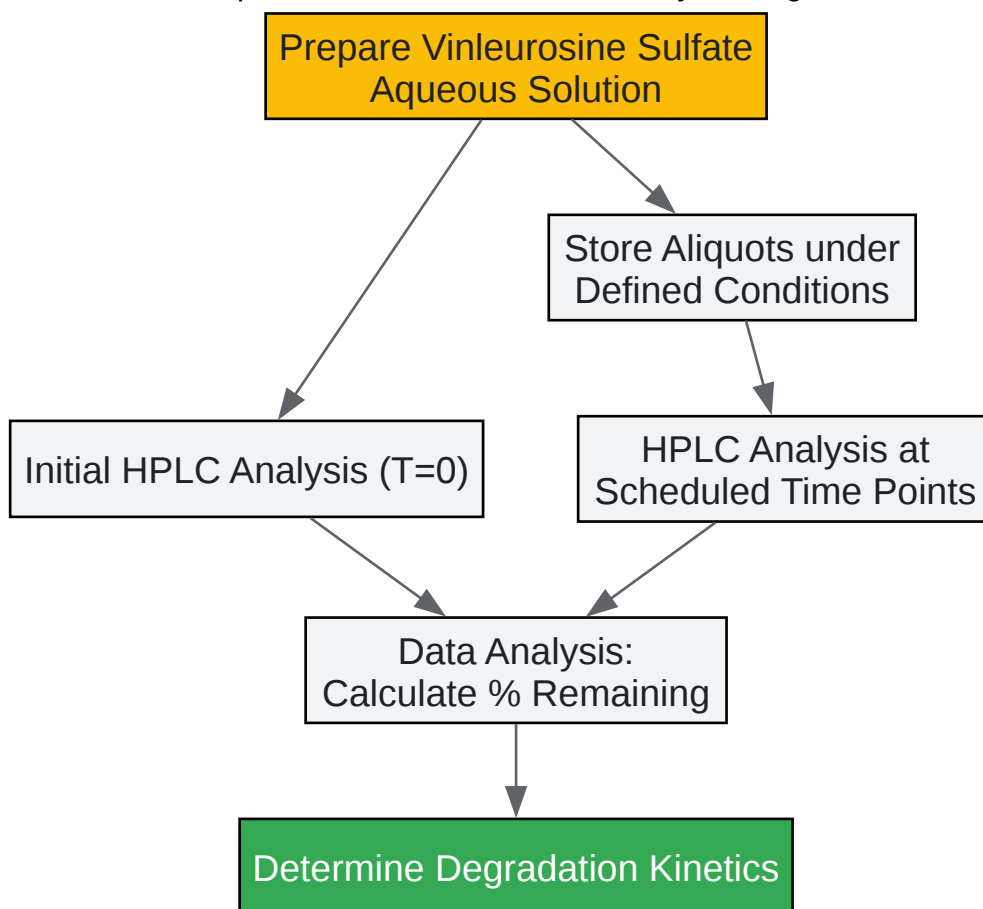 Prepare Vinleurosine Sulfate
Aqueous Solution
Store Aliquots under
Defined Conditions
Initial HPLC Analysis (T=0)
HPLC Analysis at
Scheduled Time Points
Data Analysis:
Calculate % Remaining
Determine Degradation Kinetics